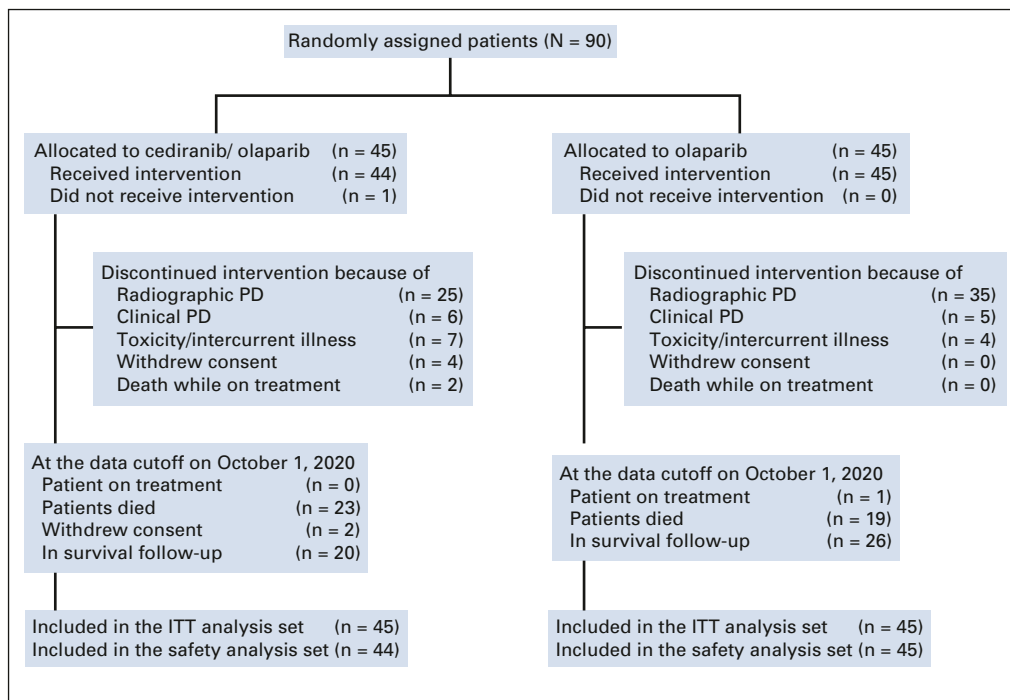 Randomly assigned patients (N = 90)
Allocated to cediranib/ olaparib (n = 45)
Received intervention (n = 44)
Did not receive intervention (n = 1)
Allocated to olaparib (n = 45)
Received intervention (n = 45)
Did not receive intervention (n = 0)
Discontinued intervention because of
Radiographic PD (n = 25)
Clinical PD (n = 6)
Toxicity/intercurrent illness (n = 7)
Withdrew consent (n = 4)
Death while on treatment (n = 2)
Discontinued intervention because of
Radiographic PD (n = 35)
Clinical PD (n = 5)
Toxicity/intercurrent illness (n = 4)
Withdrew consent (n = 0)
Death while on treatment (n = 0)
At the data cutoff on October 1, 2020
Patient on treatment (n = 0)
Patients died (n = 23)
Withdrew consent (n = 2)
In survival follow-up (n = 20)
At the data cutoff on October 1, 2020
Patient on treatment (n = 1)
Patients died (n = 19)
In survival follow-up (n = 26)
Included in the ITT analysis set (n = 45)
Included in the safety analysis set (n = 44)
Included in the ITT analysis set (n = 45)
Included in the safety analysis set (n = 45)